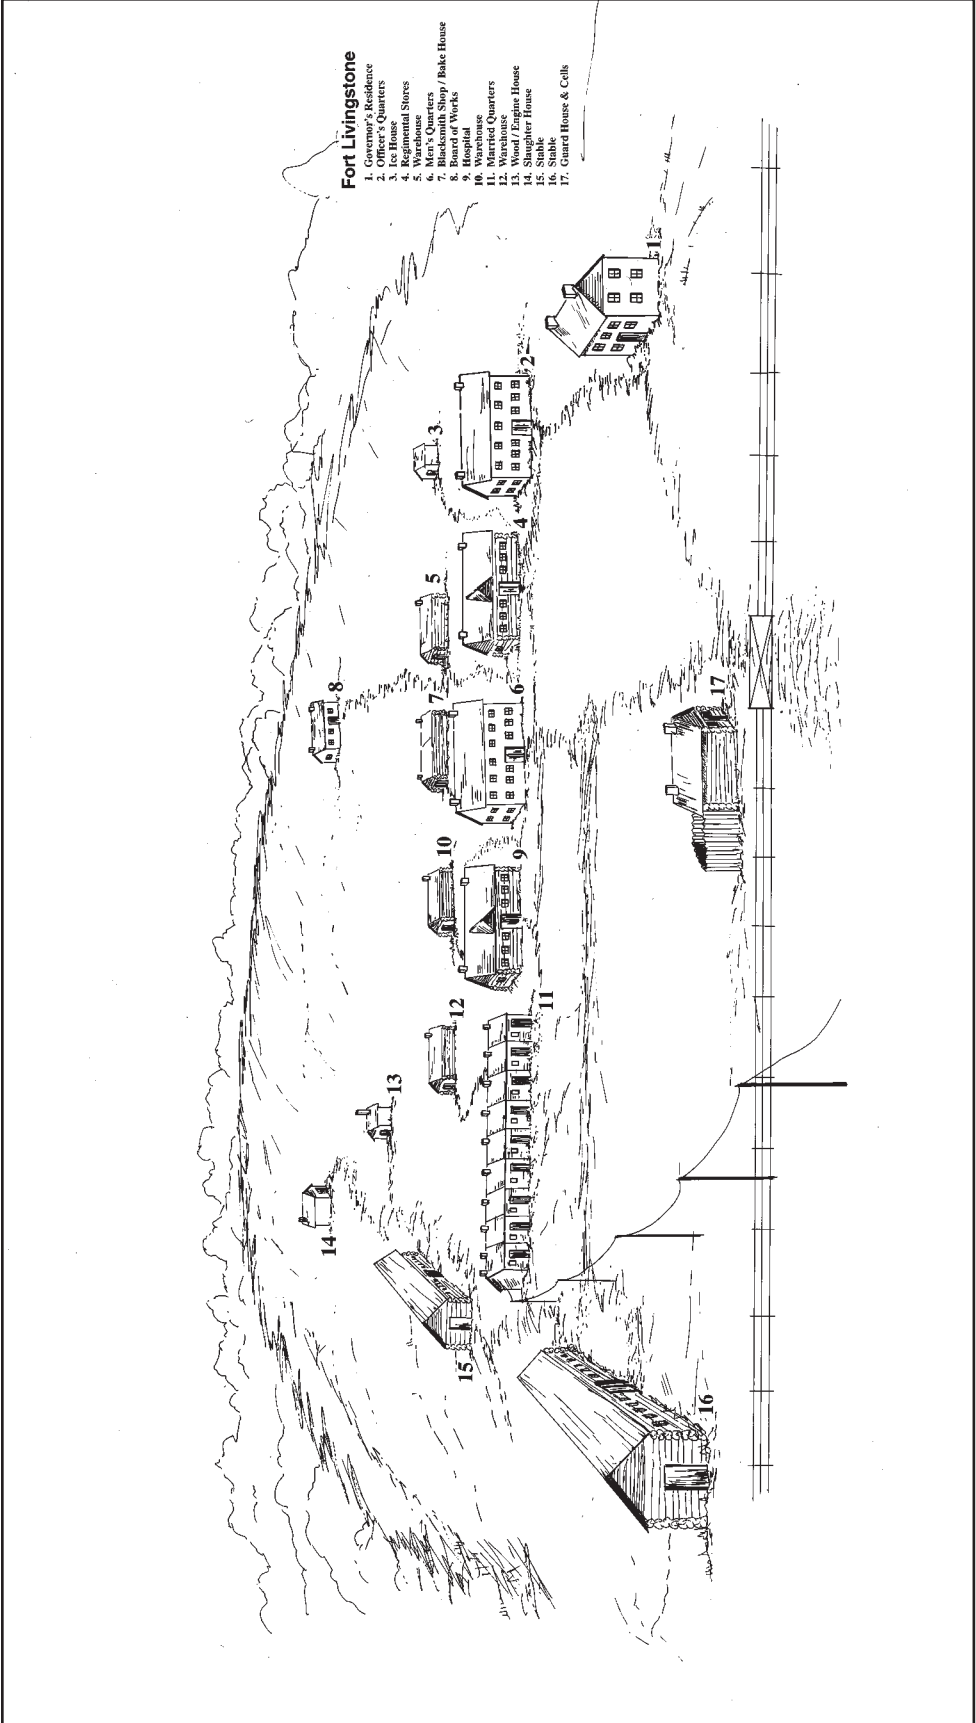 Fort Livingstone
1. Governor's Residence
2. Officer's Quarters
3. Ice House
4. Regimental Stores
5. Warehouse
6. Men's Quarters
7. Blacksmith Shop / Bake House
8. Board of Works
9. Hospital
10. Warehouse
11. Married Quarters
12. Warehouse
13. Wood / Engine House
14. Slaughter House
15. Stable
16. Stable
17. Guard House & Cells
14
13
8
15
12
10
7
5
3
16
11
9
6
4
2
17
1